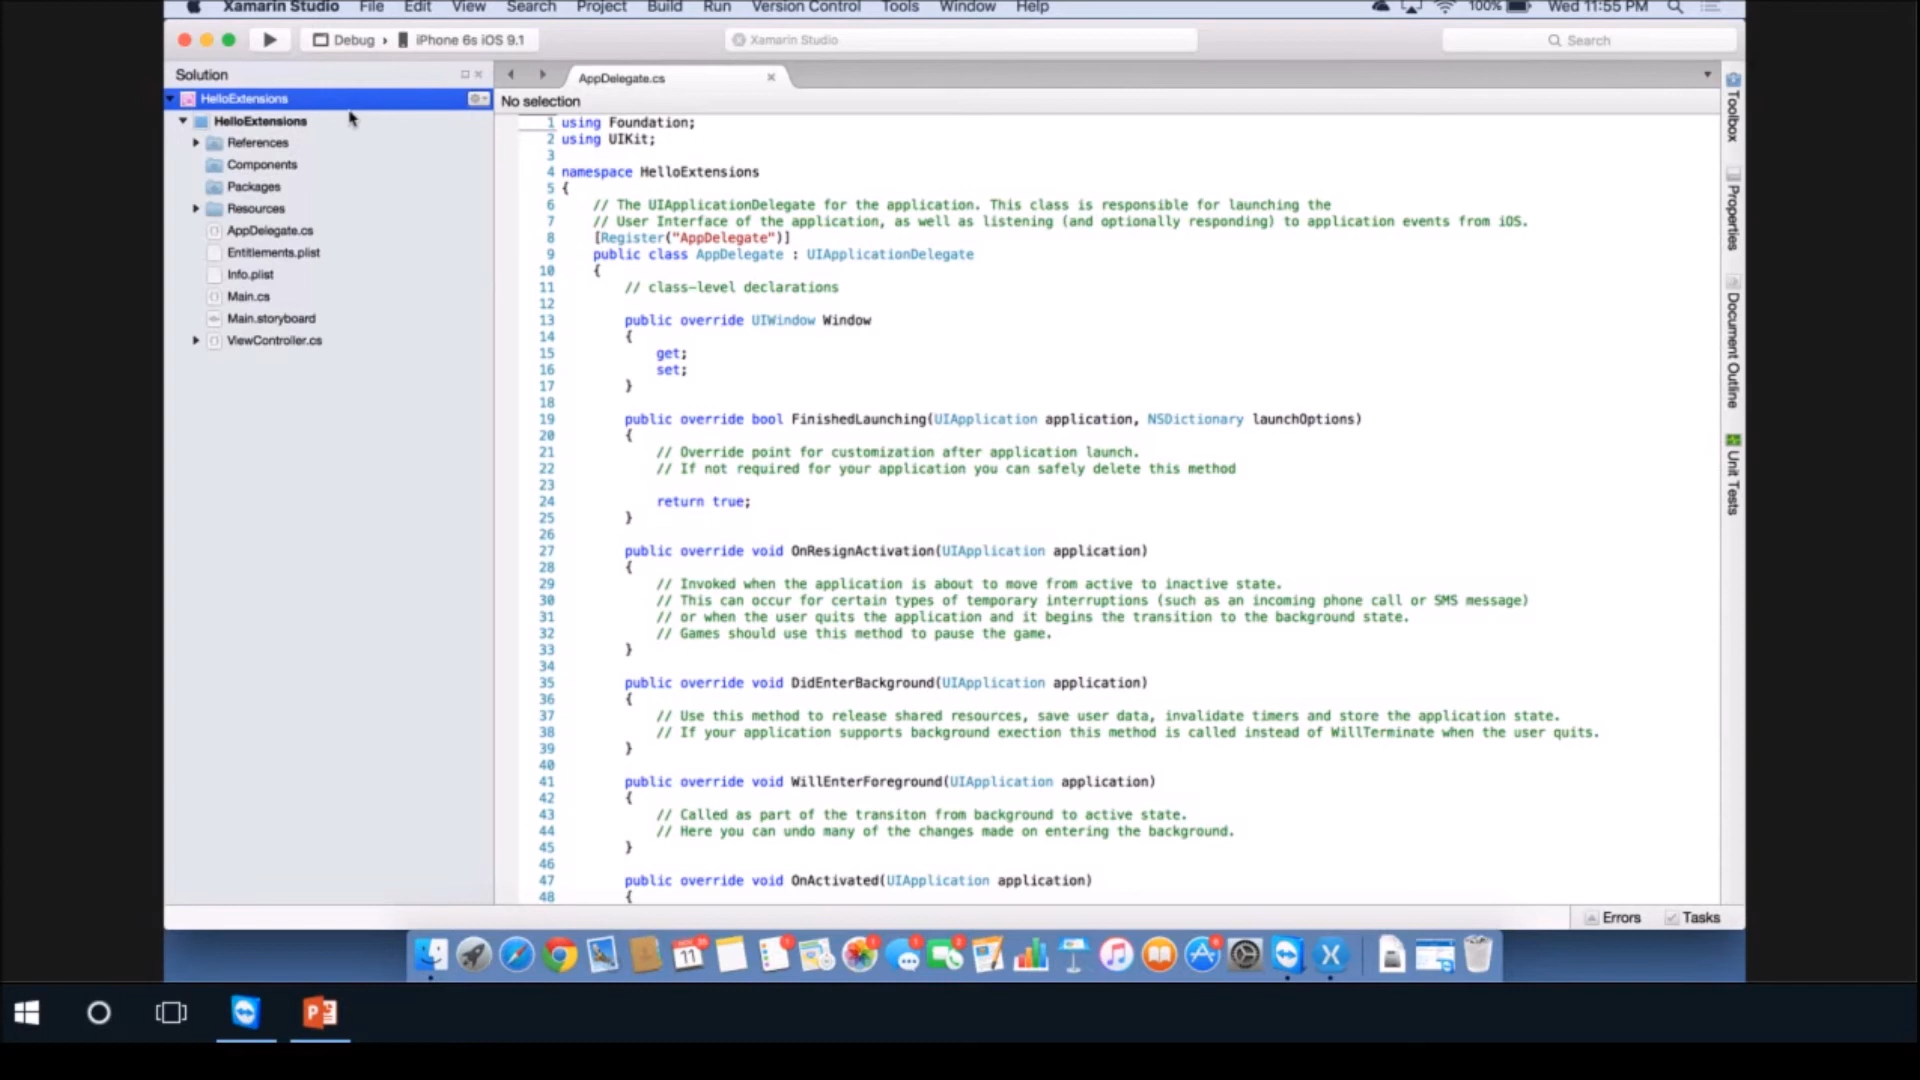 Xamarin Studio File Edit View Search Project Build Run Version Control Tools Window Help 100% Wed 11:55 PM
Debug › iPhone 6s iOS 9.1 Xamarin Studio Search
Solution
HelloExtensions
HelloExtensions
References
Components
Packages
Resources
AppDelegate.cs
Entitlements.plist
Info.plist
Main.cs
Main.storyboard
ViewController.cs
AppDelegate.cs
No selection
1 using Foundation;
2 using UIKit;
3
4 namespace HelloExtensions
5 {
6 // The UIApplicationDelegate for the application. This class is responsible for launching the
7 // User Interface of the application, as well as listening (and optionally responding) to application events from iOS.
8 [Register("AppDelegate")]
9 public class AppDelegate : UIApplicationDelegate
10 {
11 // class-level declarations
12
13 public override UIWindow Window
14 {
15 get;
16 set;
17 }
18
19 public override bool FinishedLaunching(UIApplication application, NSDictionary launchOptions)
20 {
21 // Override point for customization after application launch.
22 // If not required for your application you can safely delete this method
23
24 return true;
25 }
26
27 public override void OnResignActivation(UIApplication application)
28 {
29 // Invoked when the application is about to move from active to inactive state.
30 // This can occur for certain types of temporary interruptions (such as an incoming phone call or SMS message)
31 // or when the user quits the application and it begins the transition to the background state.
32 // Games should use this method to pause the game.
33 }
34
35 public override void DidEnterBackground(UIApplication application)
36 {
37 // Use this method to release shared resources, save user data, invalidate timers and store the application state.
38 // If your application supports background exection this method is called instead of WillTerminate when the user quits.
39 }
40
41 public override void WillEnterForeground(UIApplication application)
42 {
43 // Called as part of the transiton from background to active state.
44 // Here you can undo many of the changes made on entering the background.
45 }
46
47 public override void OnActivated(UIApplication application)
48 {
Toolbox
Properties
Document Outline
Unit Tests
Errors Tasks
11